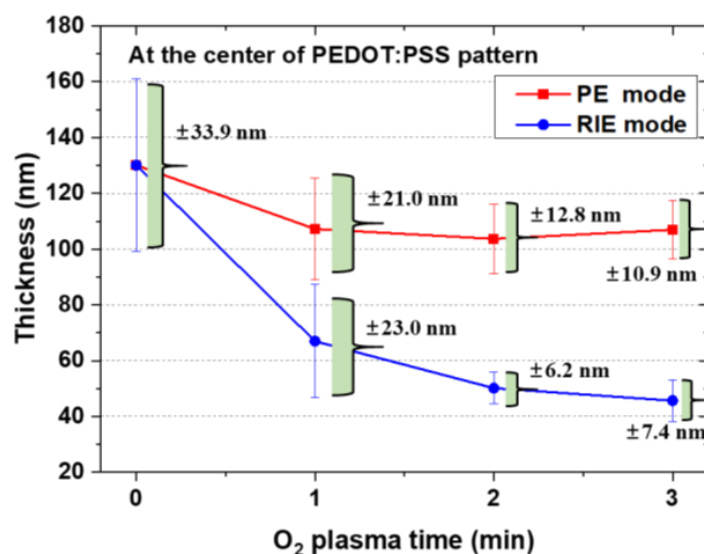 At the center of PEDOT:PSS pattern
PE mode
RIE mode
±33.9 nm
±21.0 nm
±12.8 nm
±10.9 nm
±23.0 nm
±6.2 nm
±7.4 nm
Thickness (nm)
180
160
140
120
100
80
60
40
20
0
1
2
3
O₂ plasma time (min)